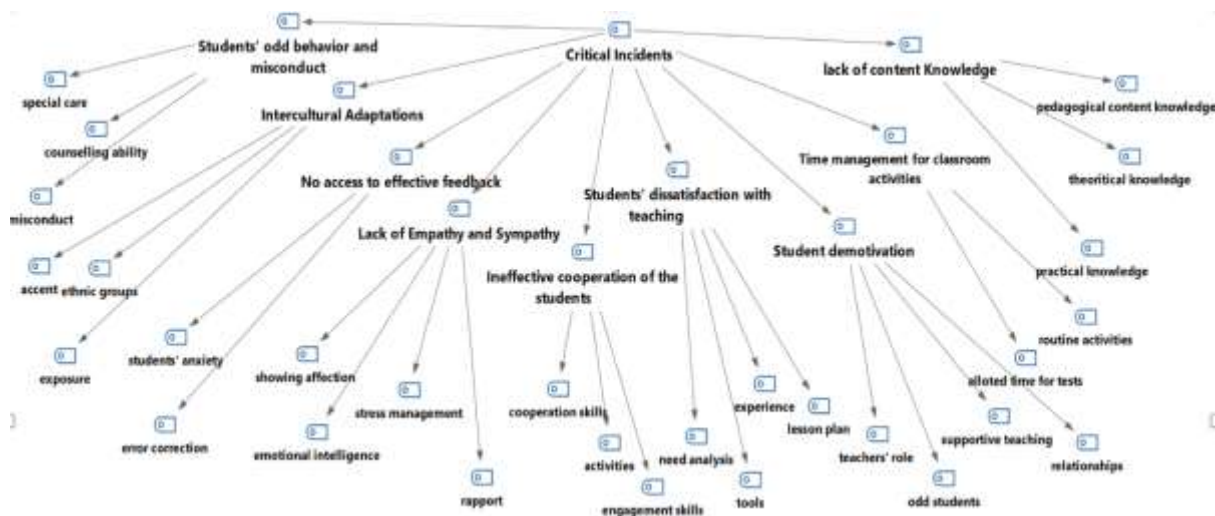 Students' odd behavior and
misconduct
Critical Incidents
lack of content Knowledge
special care
Intercultural Adaptations
pedagogical content knowledge
counselling ability
No access to effective feedback
Students' dissatisfaction with
teaching
Time management for classroom
activities
theoritical knowledge
misconduct
Lack of Empathy and Sympathy
Student demotivation
accent
ethnic groups
Ineffective cooperation of the
students
practical knowledge
exposure
students' anxiety
showing affection
routine activities
stress management
cooperation skills
experience
lesson plan
alloted time for tests
error correction
emotional intelligence
activities
need analysis
teachers' role
supportive teaching
relationships
rapport
engagement skills
tools
odd students